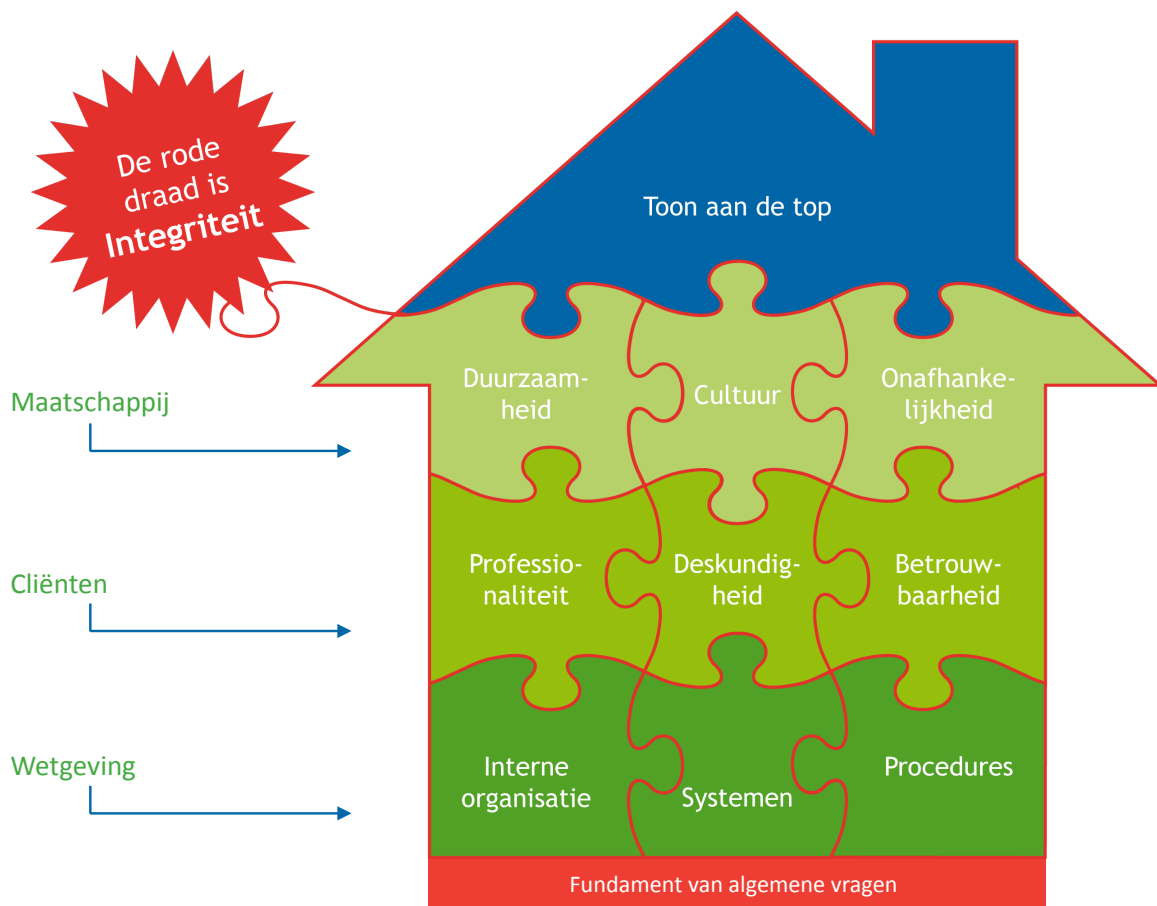 De rode
draad is
Integriteit
Toon aan de top
Maatschappij
Duurzaam-
heid
Cultuur
Onafhanke-
lijkheid
Cliënten
Professio-
naliteit
Deskundig-
heid
Betrouw-
baarheid
Wetgeving
Interne
organisatie
Systemen
Procedures
Fundament van algemene vragen